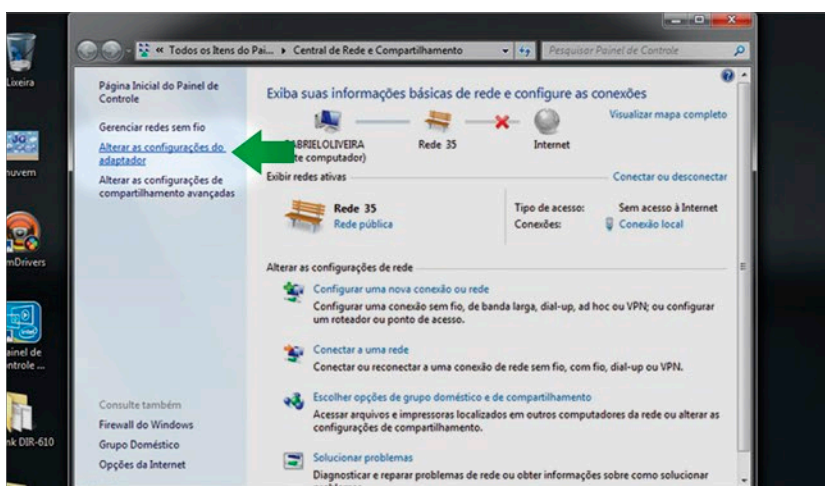 Lixeira
nuvem
mDrivers
ainel de
ntrole ...
nk DIR-610
« Todos os Itens do Pai... ▸ Central de Rede e Compartilhamento
Pesquisar Painel de Controle
Página Inicial do Painel de
Controle
Gerenciar redes sem fio
Alterar as configurações do
adaptador
Alterar as configurações de
compartilhamento avançadas
Consulte também
Firewall do Windows
Grupo Doméstico
Opções da Internet
Exiba suas informações básicas de rede e configure as conexões
Visualizar mapa completo
ABRIELOLIVEIRA
te computador)
Rede 35
Internet
Exibir redes ativas
Conectar ou desconectar
Rede 35
Rede pública
Tipo de acesso: Sem acesso à Internet
Conexões: Conexão local
Alterar as configurações de rede
Configurar uma nova conexão ou rede
Configurar uma conexão sem fio, de banda larga, dial-up, ad hoc ou VPN; ou configurar
um roteador ou ponto de acesso.
Conectar a uma rede
Conectar ou reconectar a uma conexão de rede sem fio, com fio, dial-up ou VPN.
Escolher opções de grupo doméstico e de compartilhamento
Acessar arquivos e impressoras localizados em outros computadores da rede ou alterar as
configurações de compartilhamento.
Solucionar problemas
Diagnosticar e reparar problemas de rede ou obter informações sobre como solucionar